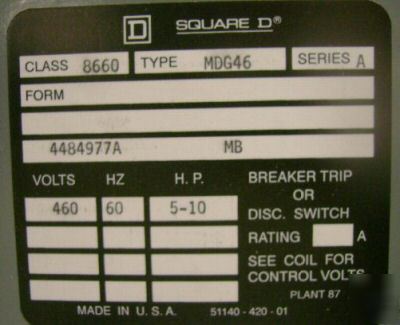 D SQUARE D®
CLASS 8660 TYPE MDG46 SERIES A
FORM
4484977A MB
VOLTS HZ H.P. BREAKER TRIP
OR
DISC. SWITCH
460 60 5-10
RATING A
SEE COIL FOR
CONTROL VOLTS
PLANT 87
MADE IN U.S.A. 51140-420-01